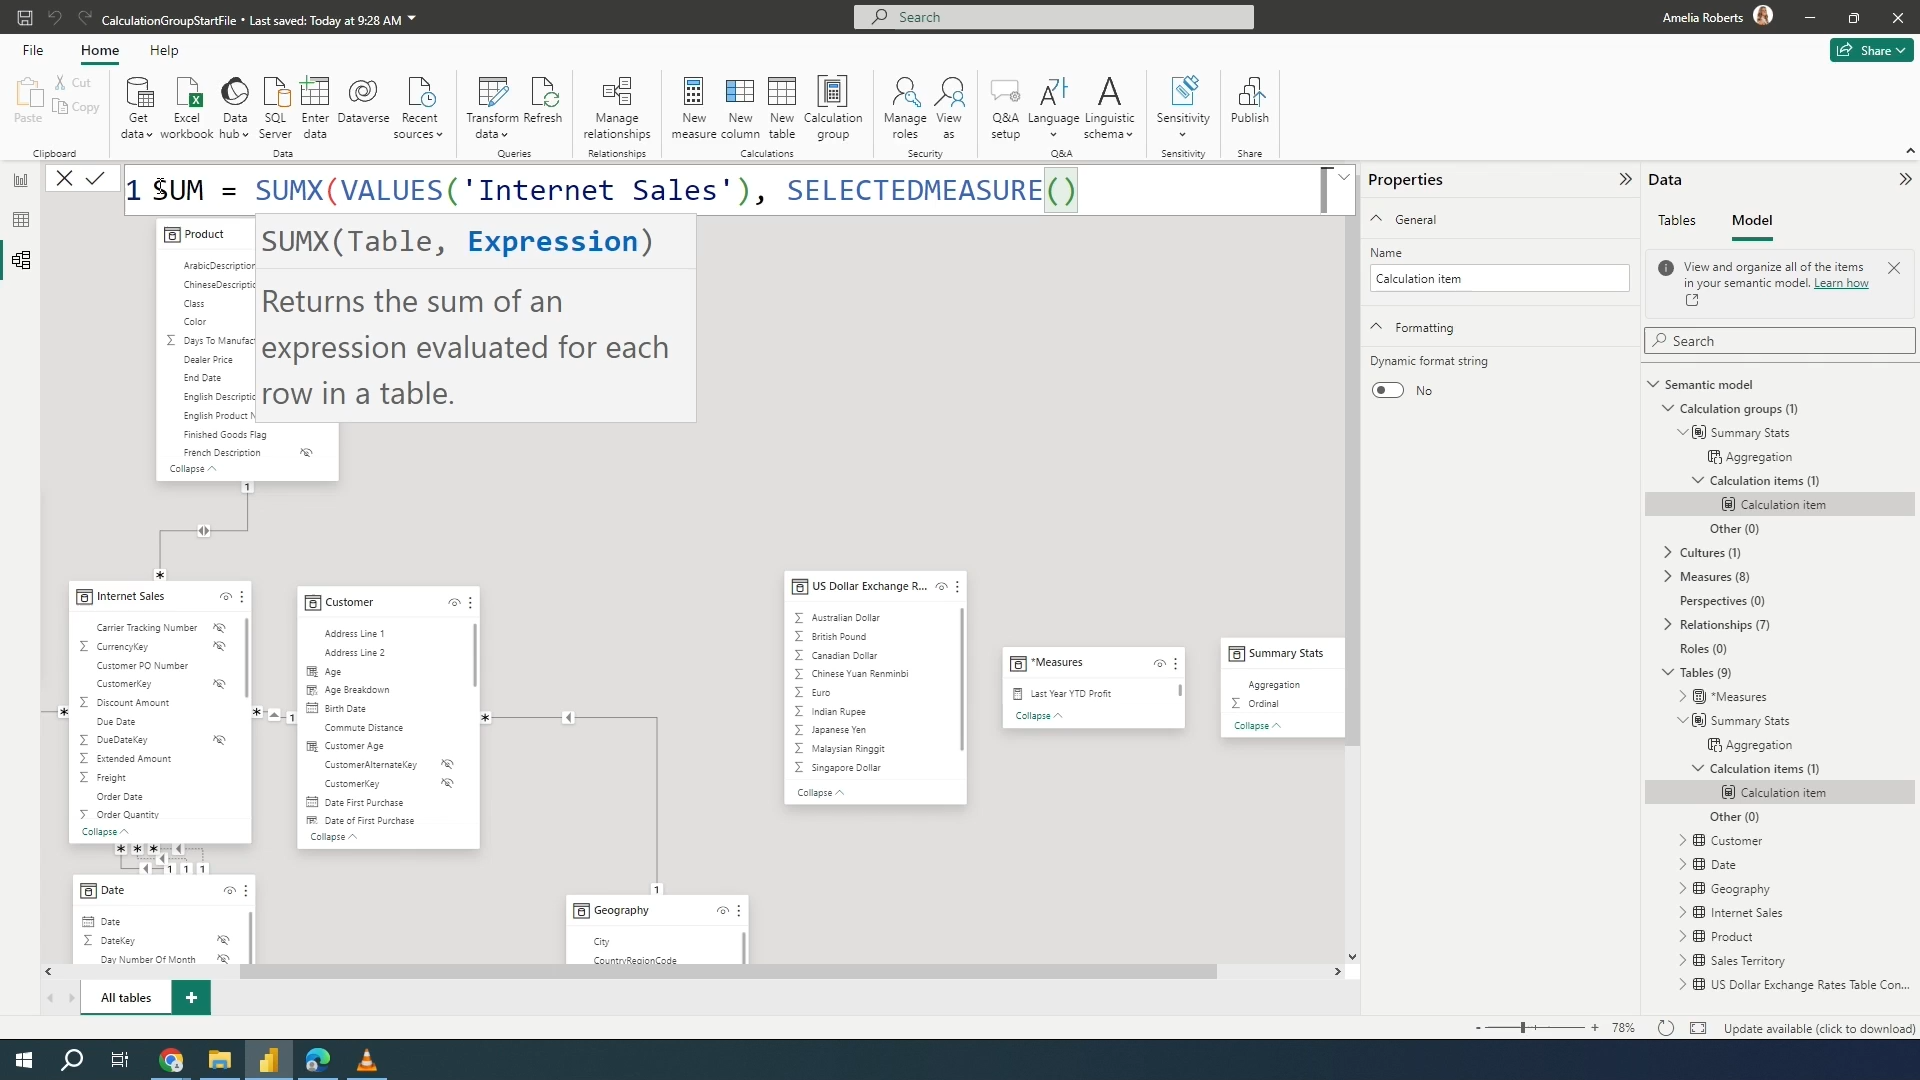 CalculationGroupStartFile • Last saved: Today at 9:28 AM
Search
Amelia Roberts
File
Home
Help
Share
Paste
Cut
Copy
Clipboard
Get data
Excel workbook
Data hub
SQL Server
Enter data
Dataverse
Recent sources
Data
Transform data
Refresh
Queries
Manage relationships
Relationships
New measure
New column
New table
Calculation group
Calculations
Manage roles
View as
Security
Q&A setup
Language
Linguistic schema
Q&A
Sensitivity
Sensitivity
Publish
Share
1 SUM = SUMX(VALUES('Internet Sales'), SELECTEDMEASURE()
SUMX(Table, Expression)
Returns the sum of an
expression evaluated for each
row in a table.
Product
ArabicDescription
ChineseDescriptic
Class
Color
Days To Manufac
Dealer Price
End Date
English Descriptic
English Product N
Finished Goods Flag
French Description
Collapse
1
*
Internet Sales
Carrier Tracking Number
CurrencyKey
Customer PO Number
CustomerKey
Discount Amount
Due Date
DueDateKey
Extended Amount
Freight
Order Date
Order Quantity
Collapse
* * *
1 1 1
*
* 1
Customer
Address Line 1
Address Line 2
Age
Age Breakdown
Birth Date
Commute Distance
Customer Age
CustomerAlternateKey
CustomerKey
Date First Purchase
Date of First Purchase
Collapse
*
1
Date
Date
DateKey
Day Number Of Month
Geography
City
CountryRegionCode
US Dollar Exchange R...
Australian Dollar
British Pound
Canadian Dollar
Chinese Yuan Renminbi
Euro
Indian Rupee
Japanese Yen
Malaysian Ringgit
Singapore Dollar
Collapse
*Measures
Last Year YTD Profit
Collapse
Summary Stats
Aggregation
Ordinal
Collapse
All tables
+
Properties
General
Name
Calculation item
Formatting
Dynamic format string
No
Data
Tables
Model
View and organize all of the items
in your semantic model. Learn how
Search
Semantic model
Calculation groups (1)
Summary Stats
Aggregation
Calculation items (1)
Calculation item
Other (0)
Cultures (1)
Measures (8)
Perspectives (0)
Relationships (7)
Roles (0)
Tables (9)
*Measures
Summary Stats
Aggregation
Calculation items (1)
Calculation item
Other (0)
Customer
Date
Geography
Internet Sales
Product
Sales Territory
US Dollar Exchange Rates Table Con...
- + 78%
Update available (click to download)